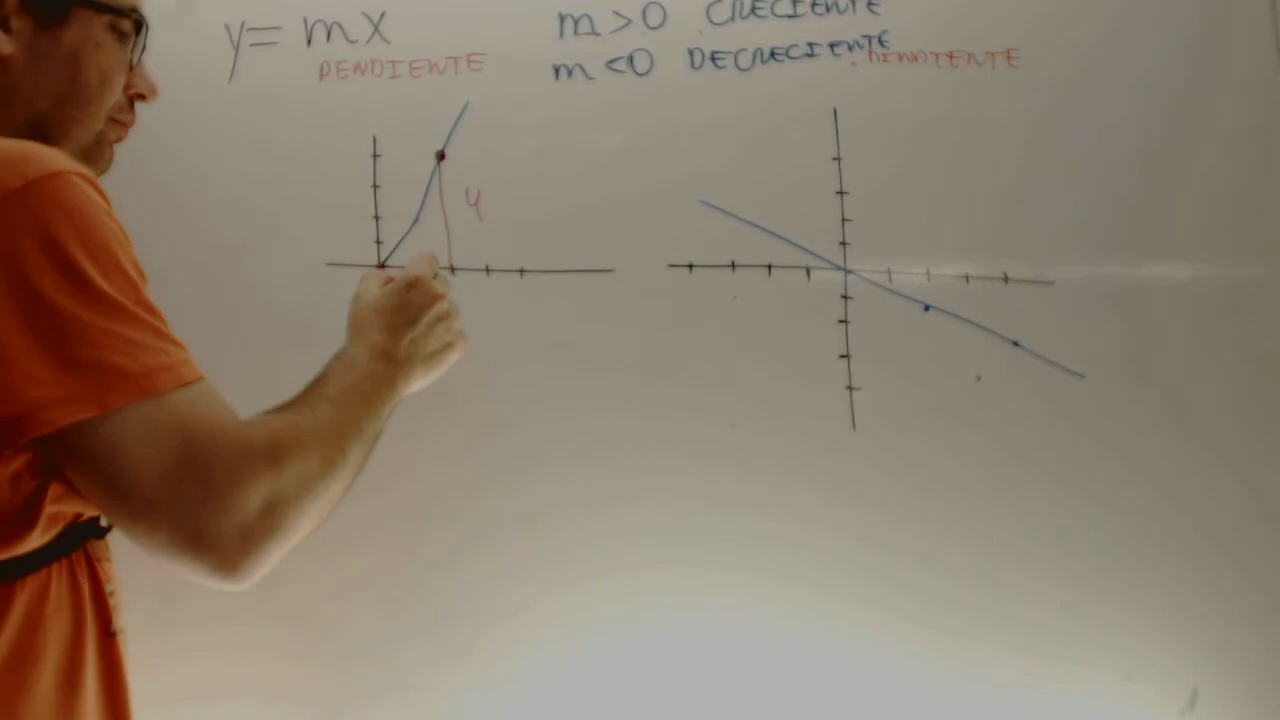 y= mx
PENDIENTE
m>0 CRECIENTE
m<0 DECRECIENTE
4